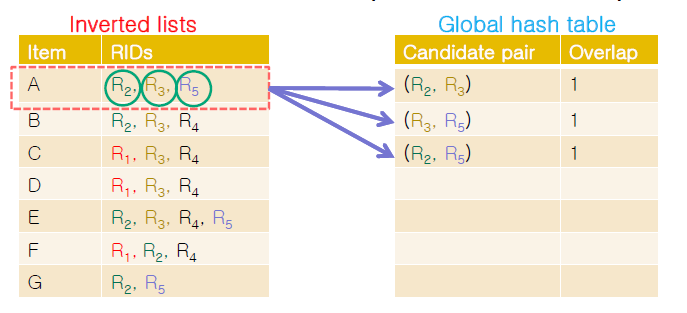 Inverted lists
Item RIDs
A R2, R3, R5
B R2, R3, R4
C R1, R3, R4
D R1, R3, R4
E R2, R3, R4, R5
F R1, R2, R4
G R2, R5
Global hash table
Candidate pair Overlap
(R2, R3) 1
(R3, R5) 1
(R2, R5) 1